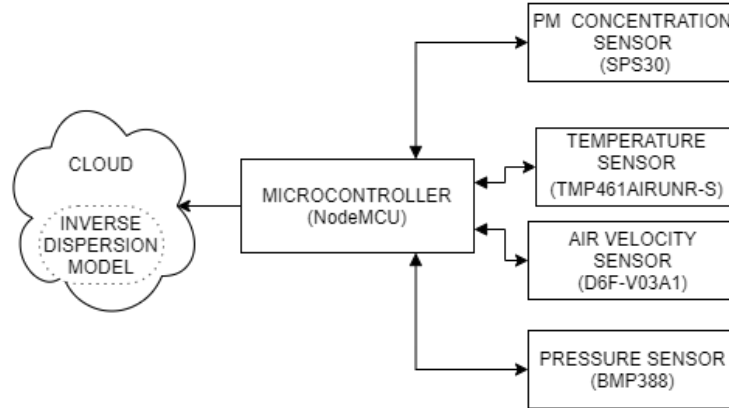 PM CONCENTRATION
SENSOR
(SPS30)
CLOUD
INVERSE
DISPERSION
MODEL
MICROCONTROLLER
(NodeMCU)
TEMPERATURE
SENSOR
(TMP461AIRUNR-S)
AIR VELOCITY
SENSOR
(D6F-V03A1)
PRESSURE SENSOR
(BMP388)